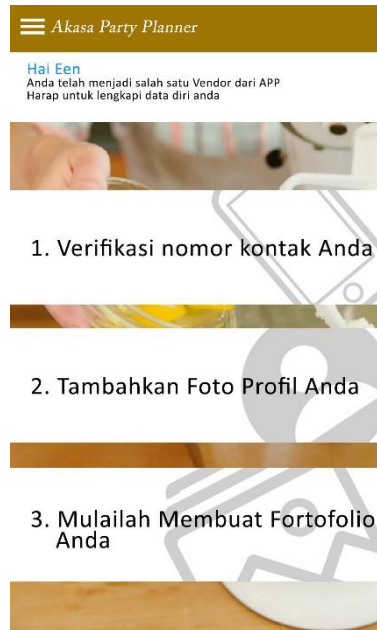 Akasa Party Planner
Hai Een
Anda telah menjadi salah satu Vendor dari APP
Harap untuk lengkapi data diri anda
1. Verifikasi nomor kontak Anda
2. Tambahkan Foto Profil Anda
3. Mulailah Membuat Fortofolio
Anda